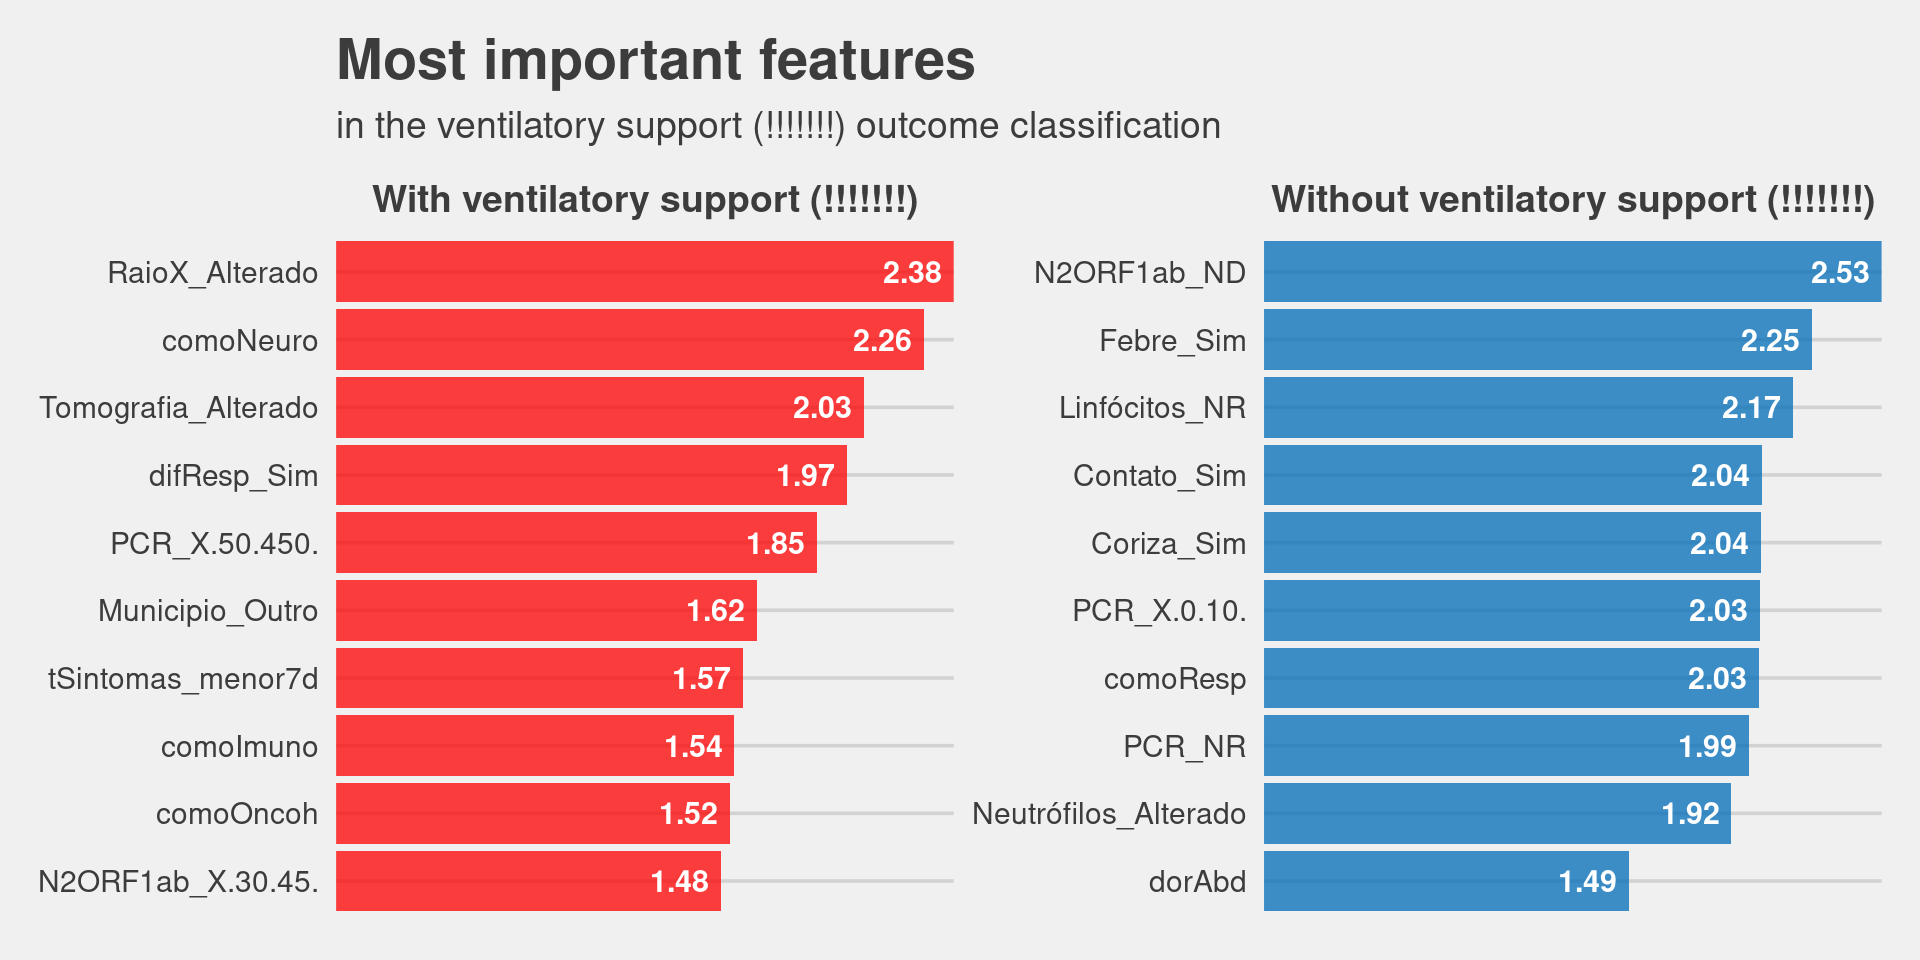 Most important features
in the ventilatory support (!!!!!!!) outcome classification
With ventilatory support (!!!!!!!)
RaioX_Alterado 2.38
comoNeuro 2.26
Tomografia_Alterado 2.03
difResp_Sim 1.97
PCR_X.50.450. 1.85
Municipio_Outro 1.62
tSintomas_menor7d 1.57
comoImuno 1.54
comoOncoh 1.52
N2ORF1ab_X.30.45. 1.48
Without ventilatory support (!!!!!!!)
N2ORF1ab_ND 2.53
Febre_Sim 2.25
Linfócitos_NR 2.17
Contato_Sim 2.04
Coriza_Sim 2.04
PCR_X.0.10. 2.03
comoResp 2.03
PCR_NR 1.99
Neutrófilos_Alterado 1.92
dorAbd 1.49